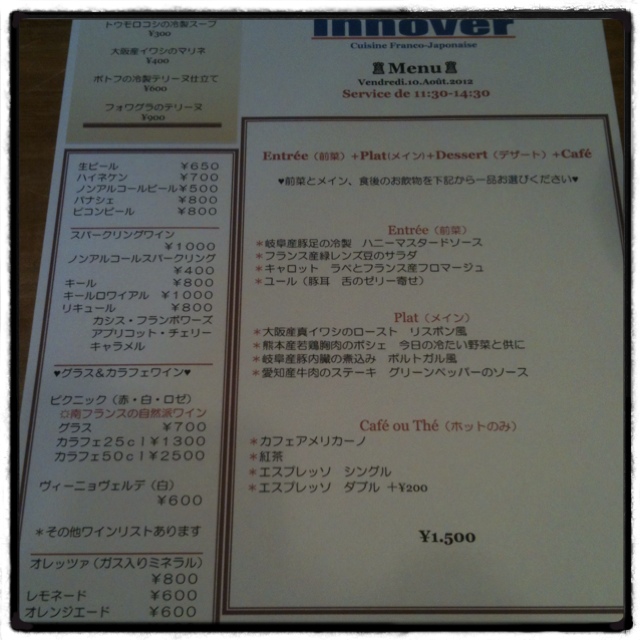 トウモロコシの冷製スープ
¥300
大阪産イワシのマリネ
¥400
ポトフの冷製テリーヌ仕立て
¥600
フォワグラのテリーヌ
¥900
生ビール ¥650
ハイネケン ¥700
ノンアルコールビール¥500
パナシェ ¥800
ピコンビール ¥800
スパークリングワイン
¥1000
ノンアルコールスパークリング
¥400
キール ¥800
キールロワイアル ¥1000
リキュール ¥800
カシス・フランボワーズ
アプリコット・チェリー
キャラメル
♥グラス&カラフェワイン♥
ピクニック(赤・白・ロゼ)
✩南フランスの自然派ワイン
グラス ¥700
カラフェ25cl¥1300
カラフェ50cl¥2500
ヴィーニョヴェルデ(白)
¥600
*その他ワインリストあります
オレッツァ(ガス入りミネラル)
¥800
レモネード ¥600
オレンジエード ¥600
Innover
Cuisine Franco-Japonaise
Menu
Vendredi.10.Août.2012
Service de 11:30-14:30
Entrée(前菜)+Plat(メイン)+Dessert(デザート)+Café
♥前菜とメイン、食後のお飲物を下記から一品お選びください♥
Entrée(前菜)
*岐阜産豚足の冷製 ハニーマスタードソース
*フランス産緑レンズ豆のサラダ
*キャロット ラペとフランス産フロマージュ
*ユール(豚耳 舌のゼリー寄せ)
Plat(メイン)
*大阪産真イワシのロースト リスボン風
*熊本産若鶏胸肉のポシェ 今日の冷たい野菜と供に
*岐阜産豚内臓の煮込み ポルトガル風
*愛知産牛肉のステーキ グリーンペッパーのソース
Café ou Thé(ホットのみ)
*カフェアメリカーノ
*紅茶
*エスプレッソ シングル
*エスプレッソ ダブル +¥200
¥1.500